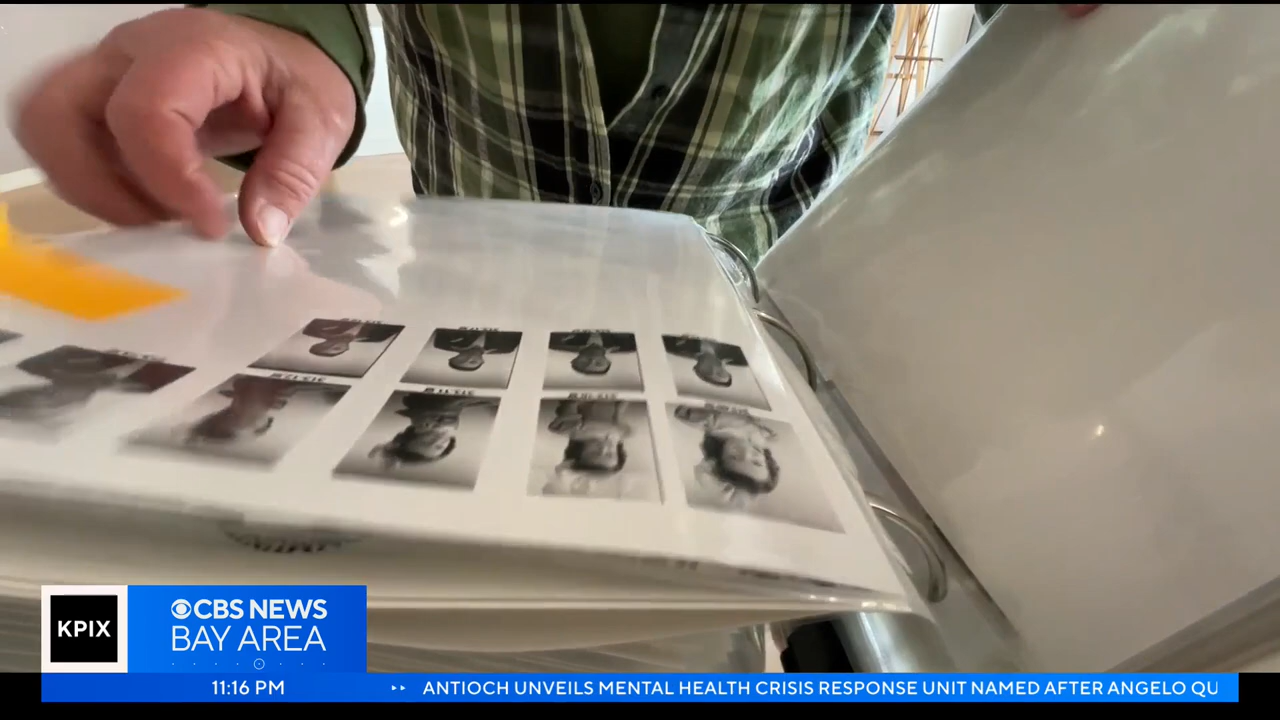 KPIX
CBS NEWS
BAY AREA
11:16 PM
ANTIOCH UNVEILS MENTAL HEALTH CRISIS RESPONSE UNIT NAMED AFTER ANGELO QU